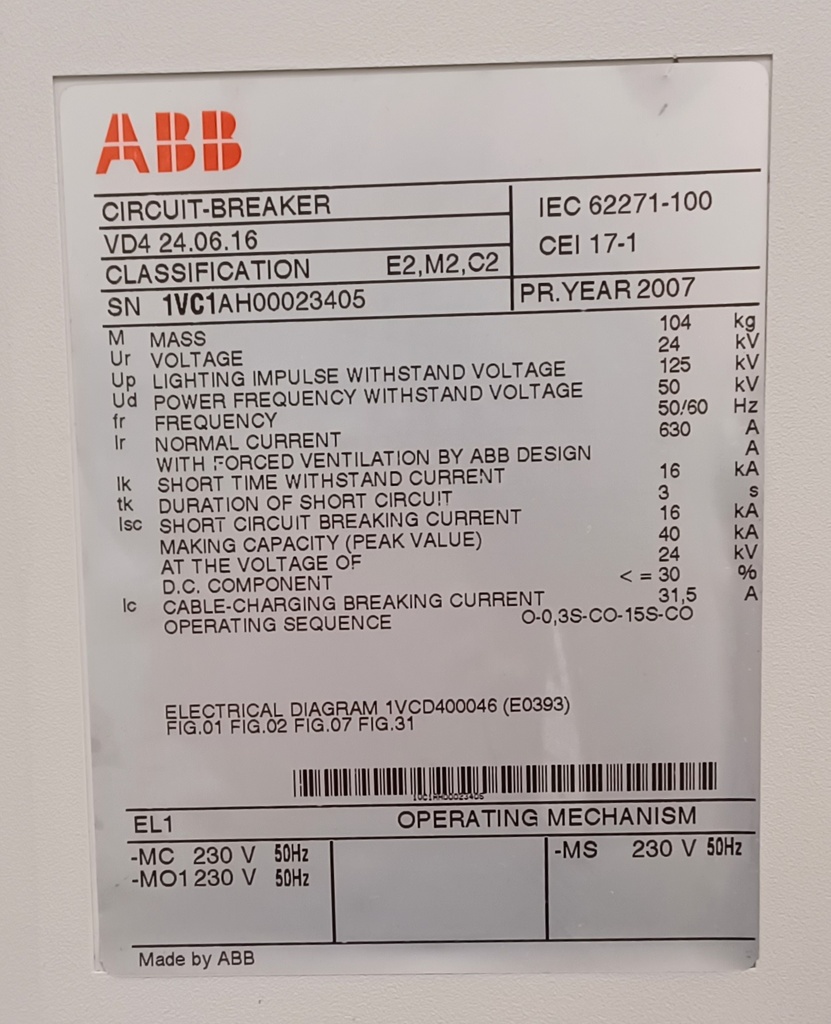 ABB
CIRCUIT-BREAKER
IEC 62271-100
VD4 24.06.16
CEI 17-1
CLASSIFICATION E2,M2,C2
SN 1VC1AH00023405
PR.YEAR 2007
M MASS 104 kg
Ur VOLTAGE 24 kV
Up LIGHTING IMPULSE WITHSTAND VOLTAGE 125 kV
Ud POWER FREQUENCY WITHSTAND VOLTAGE 50 kV
fr FREQUENCY 50/60 Hz
Ir NORMAL CURRENT 630 A
WITH FORCED VENTILATION BY ABB DESIGN A
Ik SHORT TIME WITHSTAND CURRENT 16 kA
tk DURATION OF SHORT CIRCUIT 3 s
Isc SHORT CIRCUIT BREAKING CURRENT 16 kA
MAKING CAPACITY (PEAK VALUE) 40 kA
AT THE VOLTAGE OF 24 kV
D.C. COMPONENT <= 30 %
Ic CABLE-CHARGING BREAKING CURRENT 31,5 A
OPERATING SEQUENCE O-0,3S-CO-15S-CO
ELECTRICAL DIAGRAM 1VCD400046 (E0393)
FIG.01 FIG.02 FIG.07 FIG.31
1VC1AH00023405
EL1 OPERATING MECHANISM
-MC 230 V 50Hz
-MS 230 V 50Hz
-MO1 230 V 50Hz
Made by ABB